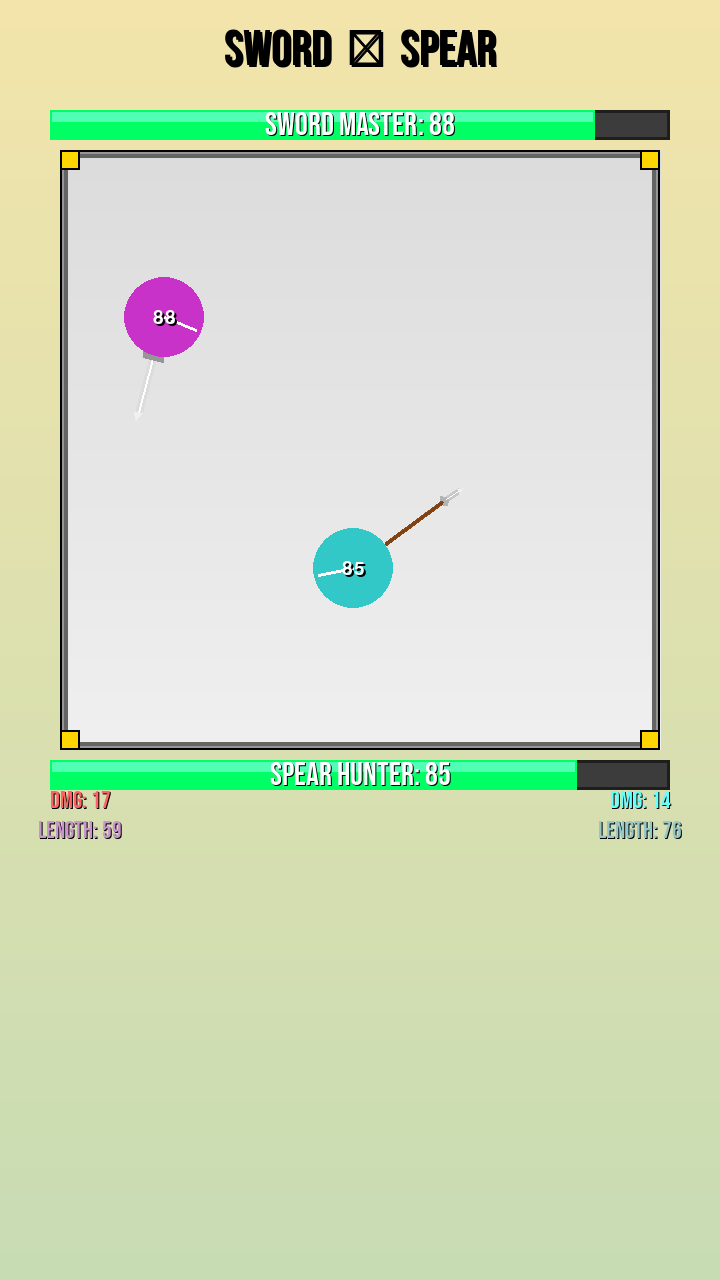 SWORD ☒ SPEAR
SWORD MASTER: 88
88
85
SPEAR HUNTER: 85
DMG: 17 DMG: 14
LENGTH: 59 LENGTH: 76